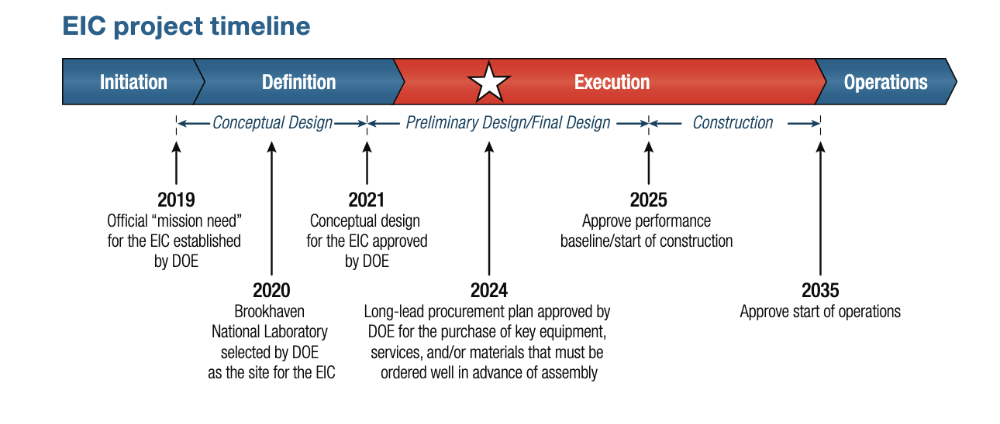 EIC project timeline
Initiation
Definition
Execution
Operations
Conceptual Design
Preliminary Design/Final Design
Construction
2019
Official “mission need”
for the EIC established
by DOE
2020
Brookhaven
National Laboratory
selected by DOE
as the site for the EIC
2021
Conceptual design
for the EIC approved
by DOE
2024
Long-lead procurement plan approved by
DOE for the purchase of key equipment,
services, and/or materials that must be
ordered well in advance of assembly
2025
Approve performance
baseline/start of construction
2035
Approve start of operations